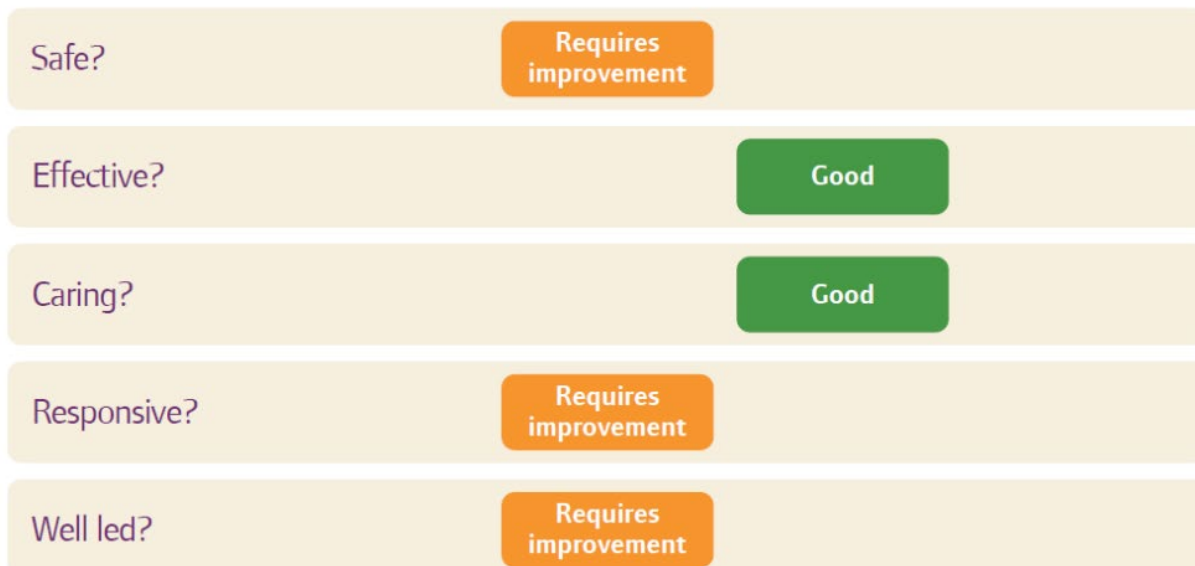 Safe?
Requires
improvement
Effective?
Good
Caring?
Good
Responsive?
Requires
improvement
Well led?
Requires
improvement